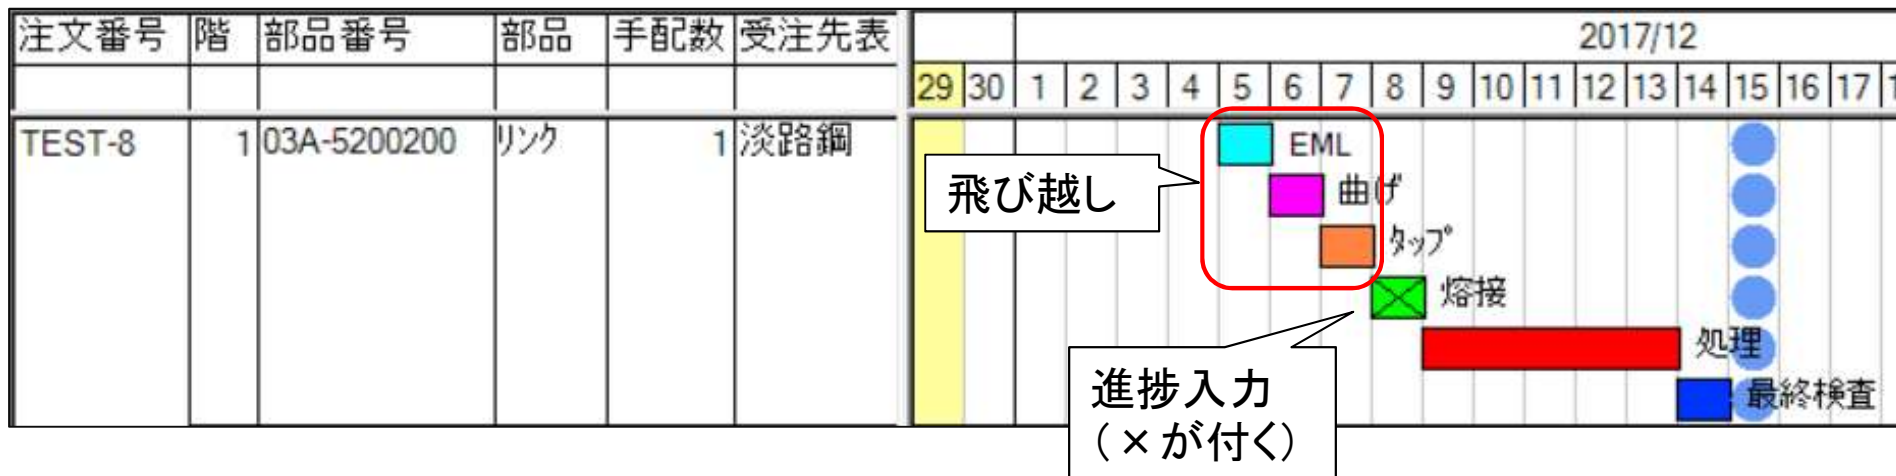 注文番号 階 部品番号 部品 手配数 受注先表 2017/12
29 30 1 2 3 4 5 6 7 8 9 10 11 12 13 14 15 16 17 1
TEST-8 1 03A-5200200 リンク 1 淡路鋼 EML
飛び越し 曲げ
タップ
熔接
処理
進捗入力
(×が付く)
最終検査